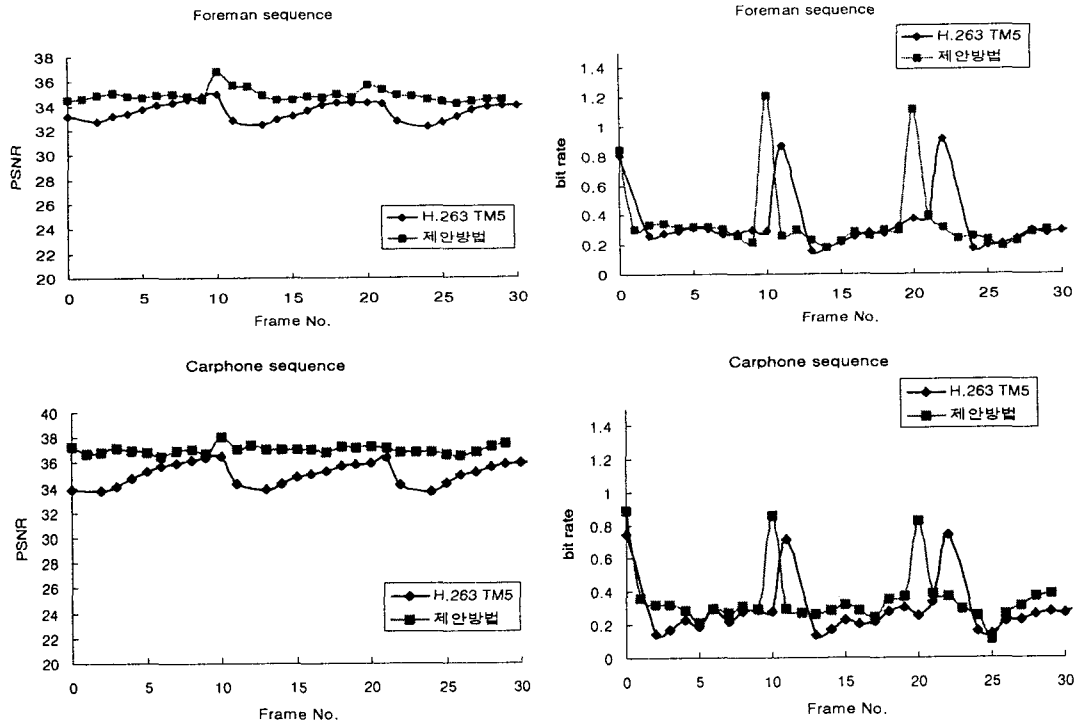 Foreman sequence
38
36
34
32
30
28
26
24
22
20
PSNR
H.263 TM5
제안방법
0 5 10 15 20 25 30
Frame No.
Foreman sequence
H.263 TM5
제안방법
1.4
1.2
1
0.8
0.6
0.4
0.2
0
bit rate
0 5 10 15 20 25 30
Frame No.
Carphone sequence
40
38
36
34
32
30
28
26
24
22
20
PSNR
H.263 TM5
제안방법
0 5 10 15 20 25 30
Frame No.
Carphone sequence
H.263 TM5
제안방법
1.4
1.2
1
0.8
0.6
0.4
0.2
0
bit rate
0 5 10 15 20 25 30
Frame No.